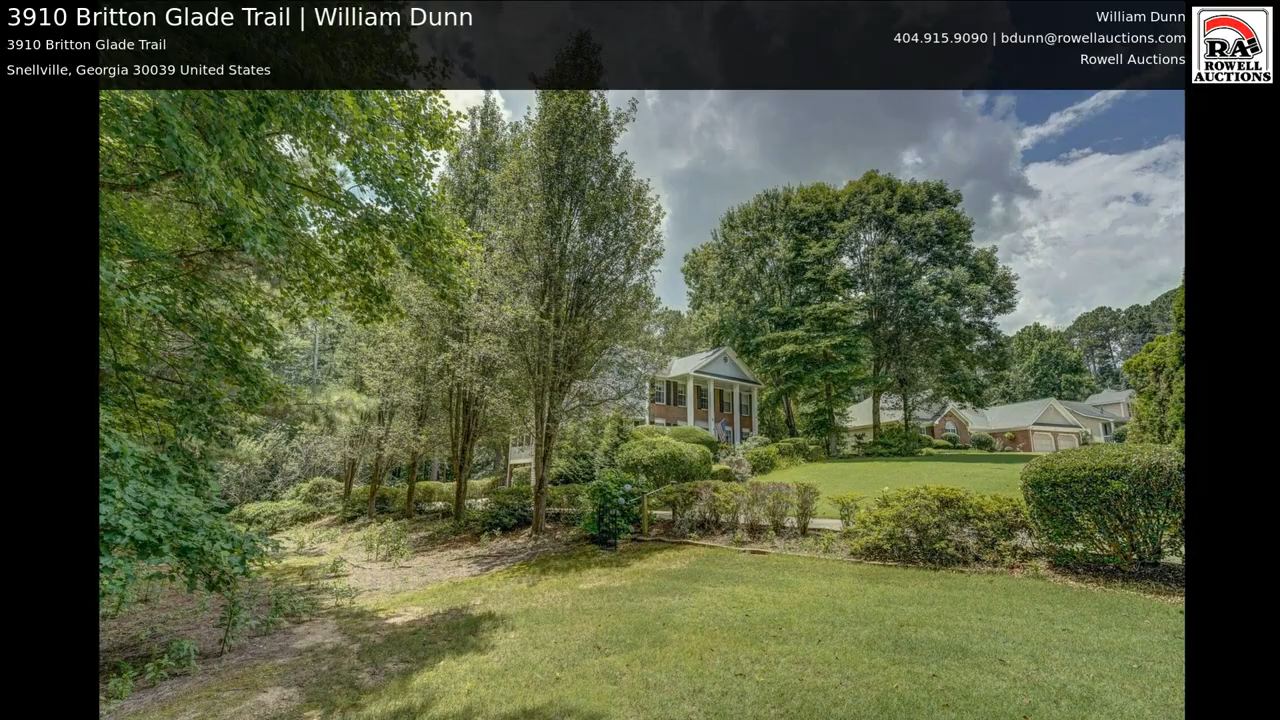 3910 Britton Glade Trail | William Dunn
3910 Britton Glade Trail
Snellville, Georgia 30039 United States
William Dunn
404.915.9090 | bdunn@rowellauctions.com
Rowell Auctions
RA
ROWELL
AUCTIONS